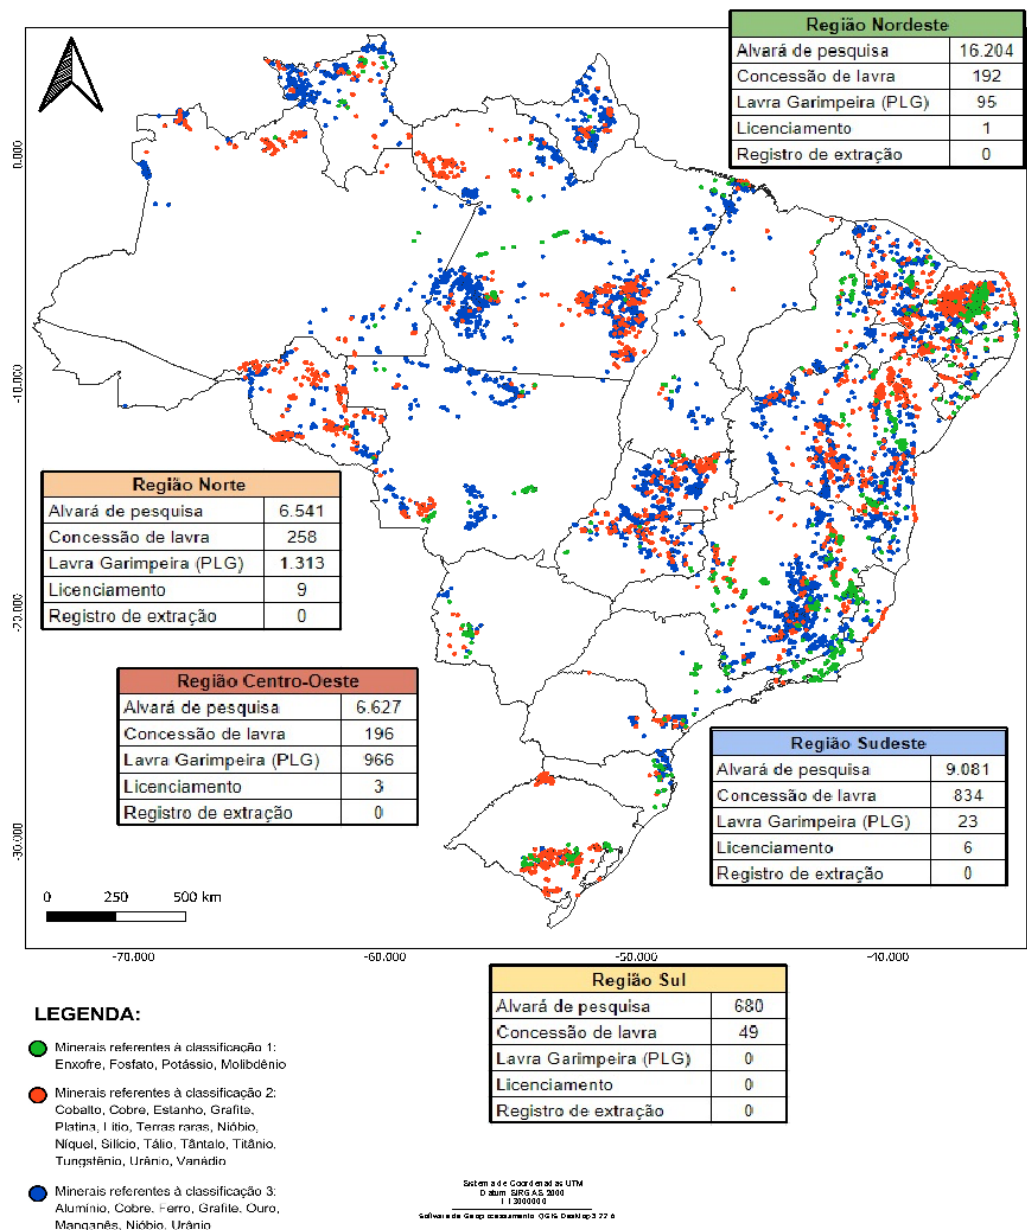 Região Nordeste
Alvará de pesquisa 16.204
Concessão de lavra 192
Lavra Garimpeira (PLG) 95
Licenciamento 1
Registro de extração 0
0.000
-10.000
-20.000
-30.000
Região Norte
Alvará de pesquisa 6.541
Concessão de lavra 258
Lavra Garimpeira (PLG) 1.313
Licenciamento 9
Registro de extração 0
Região Centro-Oeste
Alvará de pesquisa 6.627
Concessão de lavra 196
Lavra Garimpeira (PLG) 966
Licenciamento 3
Registro de extração 0
Região Sudeste
Alvará de pesquisa 9.081
Concessão de lavra 834
Lavra Garimpeira (PLG) 23
Licenciamento 6
Registro de extração 0
0 250 500 km
-70.000 -60.000 -50.000 -40.000
Região Sul
Alvará de pesquisa 680
Concessão de lavra 49
Lavra Garimpeira (PLG) 0
Licenciamento 0
Registro de extração 0
LEGENDA:
Minerais referentes à classificação 1:
Enxofre, Fosfato, Potássio, Molibdênio
Minerais referentes à classificação 2:
Cobalto, Cobre, Estanho, Grafite,
Platina, Lítio, Terras raras, Nióbio,
Níquel, Silício, Tálio, Tântalo, Titânio,
Tungstênio, Urânio, Vanádio
Minerais referentes à classificação 3:
Alumínio, Cobre, Ferro, Grafite, Ouro,
Manganês, Nióbio, Urânio
Sistema de Coordenadas UTM
Datum SIRGAS 2000
Software de Geoprocessamento QGIS Desktop 3.22.6